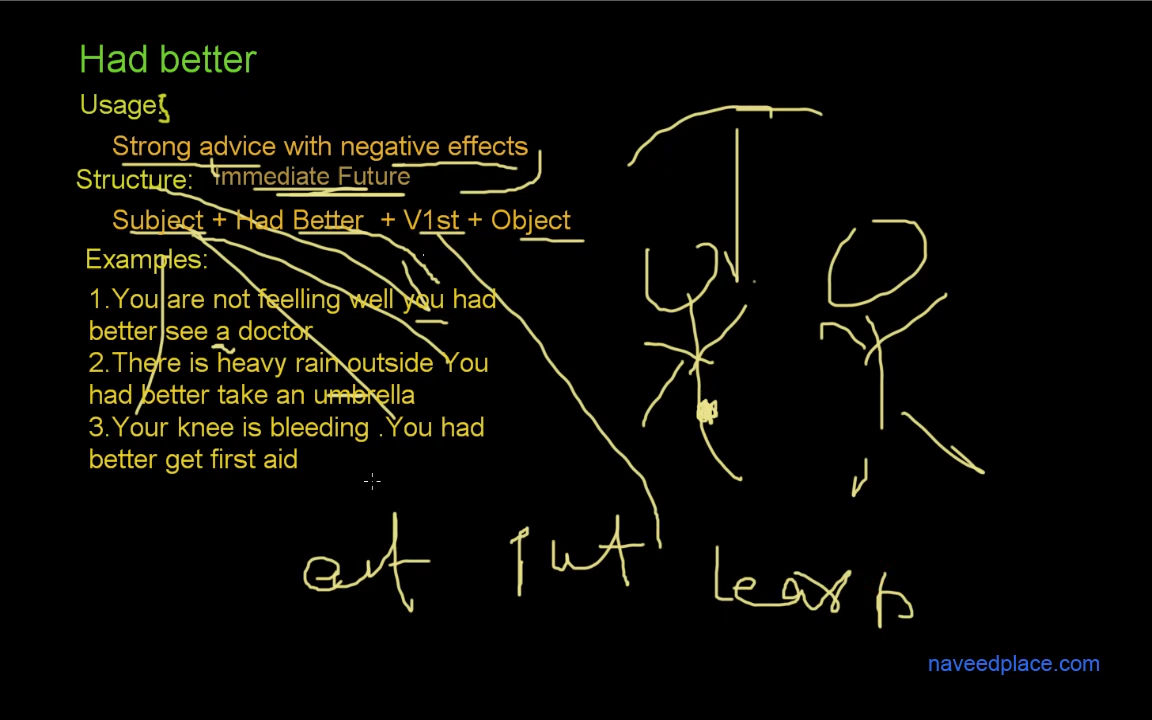 Had better
Usage:
Strong advice with negative effects
Structure: Immediate Future
Subject + Had Better + V1st + Object
Examples:
1.You are not feelling well you had
better see a doctor
2.There is heavy rain outside You
had better take an umbrella
3.Your knee is bleeding .You had
better get first aid
put
naveedplace.com